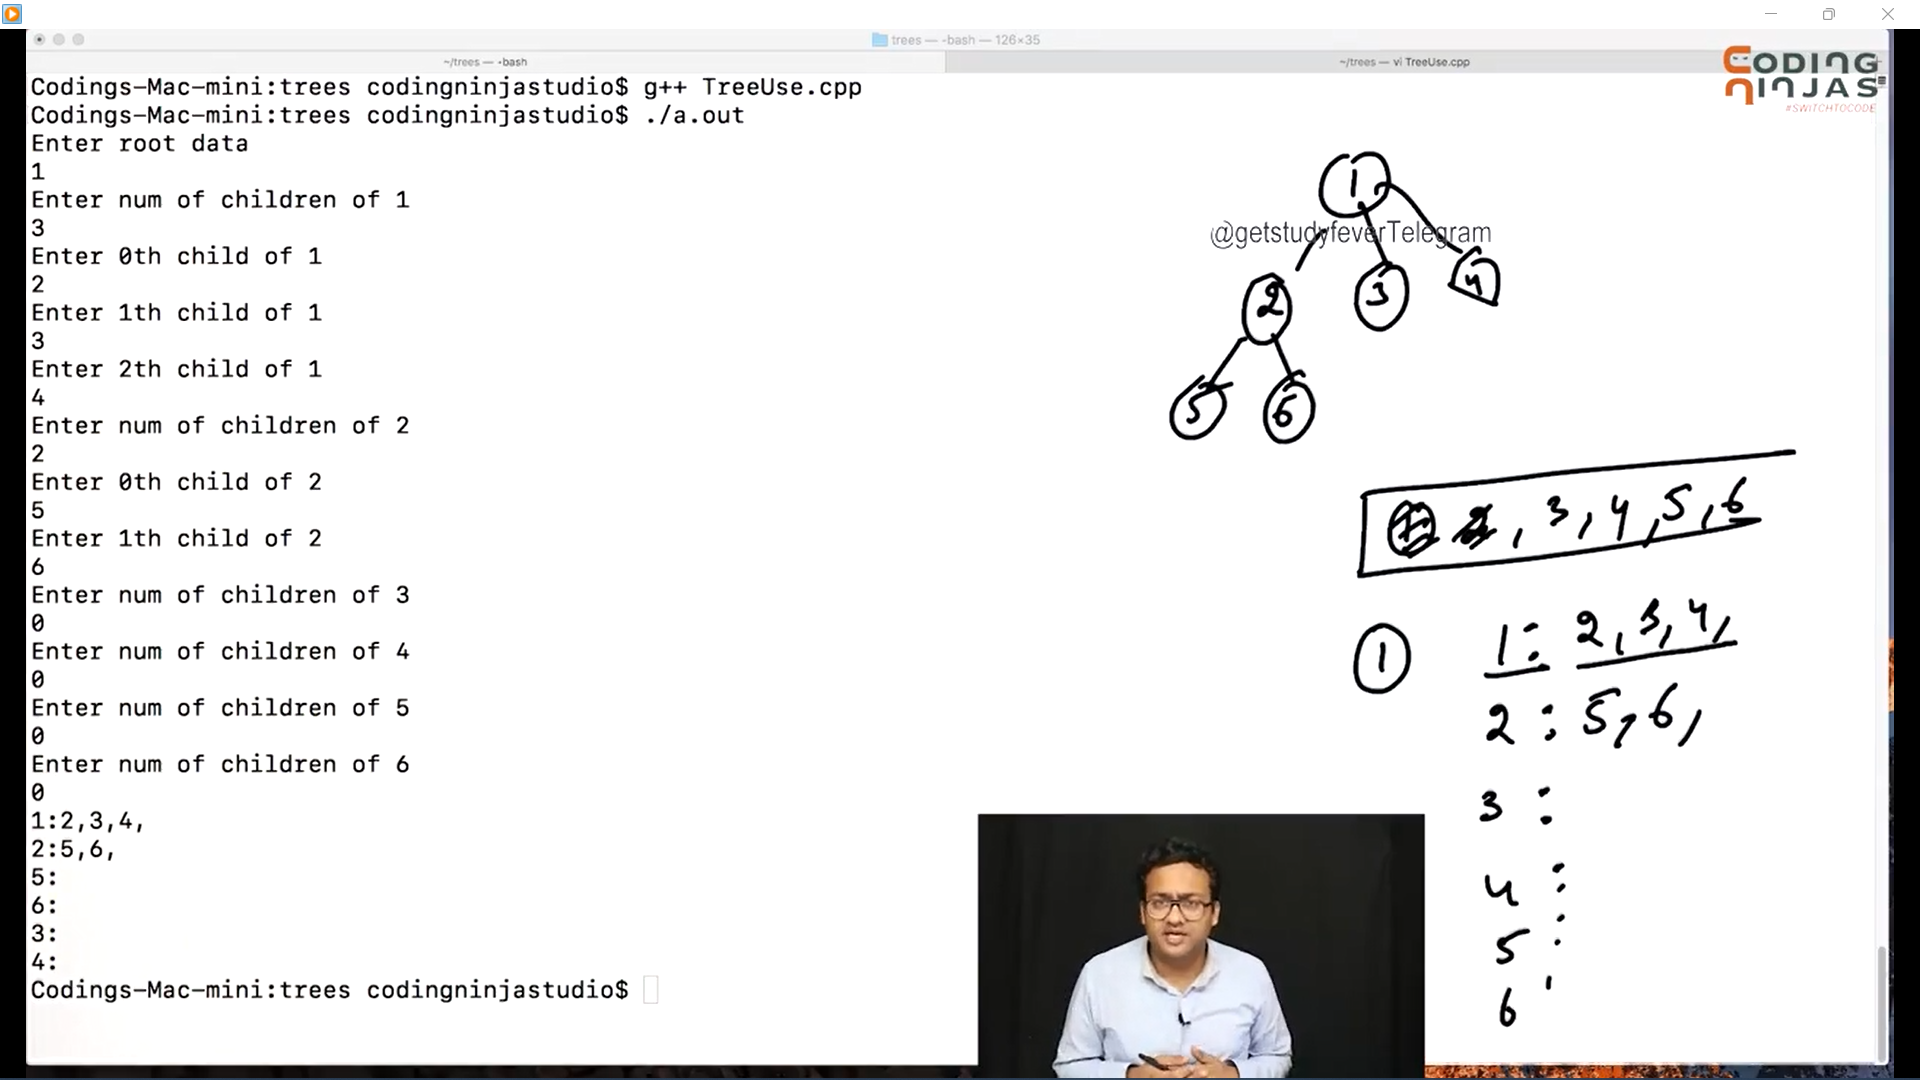 trees — -bash — 126×35
~/trees — -bash
~/trees — vi TreeUse.cpp
CODING
NINJAS
#SWITCHTOCODE
Codings-Mac-mini:trees codingninjastudio$ g++ TreeUse.cpp
Codings-Mac-mini:trees codingninjastudio$ ./a.out
Enter root data
1
Enter num of children of 1
3
Enter 0th child of 1
2
Enter 1th child of 1
3
Enter 2th child of 1
4
Enter num of children of 2
2
Enter 0th child of 2
5
Enter 1th child of 2
6
Enter num of children of 3
0
Enter num of children of 4
0
Enter num of children of 5
0
Enter num of children of 6
0
1:2,3,4,
2:5,6,
5:
6:
3:
4:
Codings-Mac-mini:trees codingninjastudio$
1
@getstudyfeverTelegram
2 3 4
5 6
, 3, 4, 5, 6
1
1: 2, 3, 4,
2: 5, 6,
3:
4:
5:
6